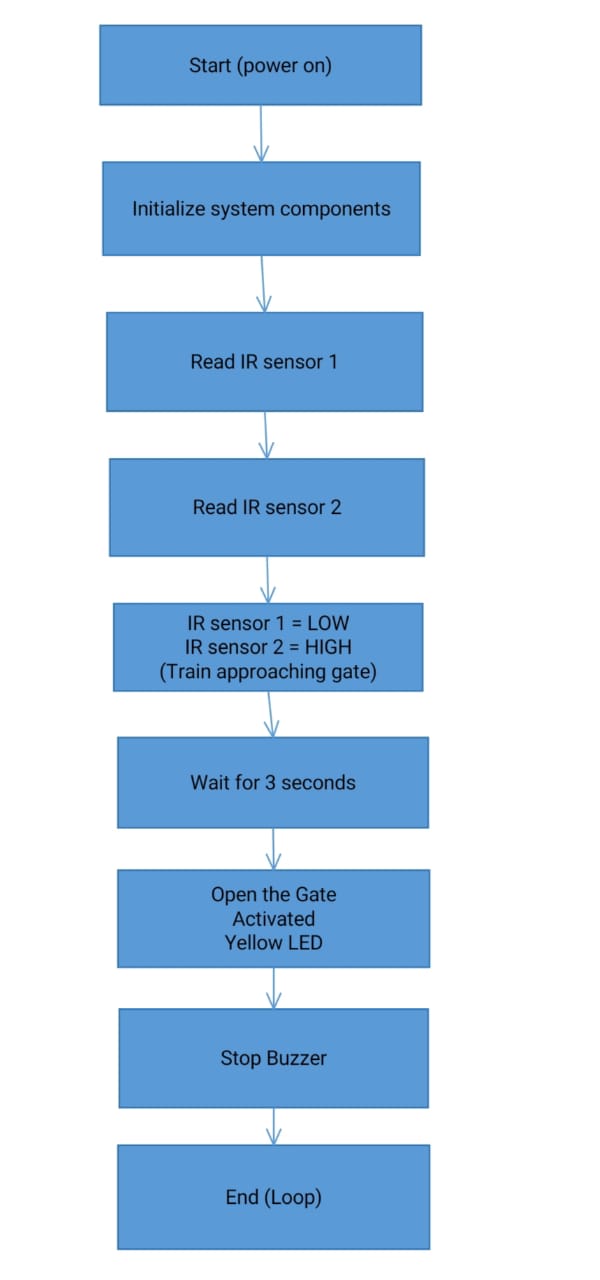 Start (power on)
Initialize system components
Read IR sensor 1
Read IR sensor 2
IR sensor 1 = LOW
IR sensor 2 = HIGH
(Train approaching gate)
Wait for 3 seconds
Open the Gate
Activated
Yellow LED
Stop Buzzer
End (Loop)